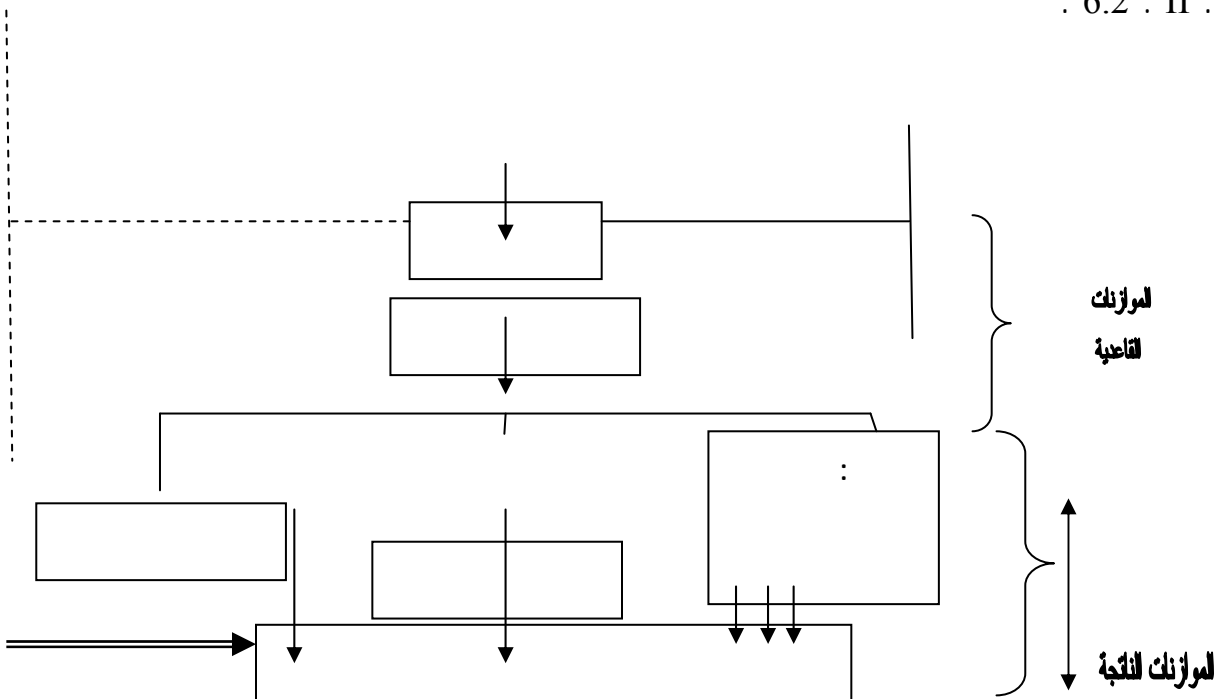 . 6.2 . II .
الموازنات
القاعدية
:
الموازنات الناتجة